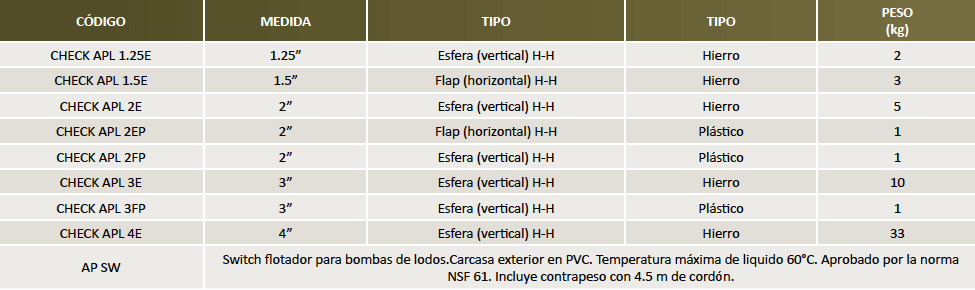 CÓDIGO MEDIDA TIPO TIPO PESO (kg)
CHECK APL 1.25E 1.25” Esfera (vertical) H-H Hierro 2
CHECK APL 1.5E 1.5” Flap (horizontal) H-H Hierro 3
CHECK APL 2E 2” Esfera (vertical) H-H Hierro 5
CHECK APL 2EP 2” Flap (horizontal) H-H Plástico 1
CHECK APL 2FP 2” Esfera (vertical) H-H Plástico 1
CHECK APL 3E 3” Esfera (vertical) H-H Hierro 10
CHECK APL 3FP 3” Esfera (vertical) H-H Plástico 1
CHECK APL 4E 4” Esfera (vertical) H-H Hierro 33
AP SW Switch flotador para bombas de lodos.Carcasa exterior en PVC. Temperatura máxima de liquido 60°C. Aprobado por la norma
NSF 61. Incluye contrapeso con 4.5 m de cordón.